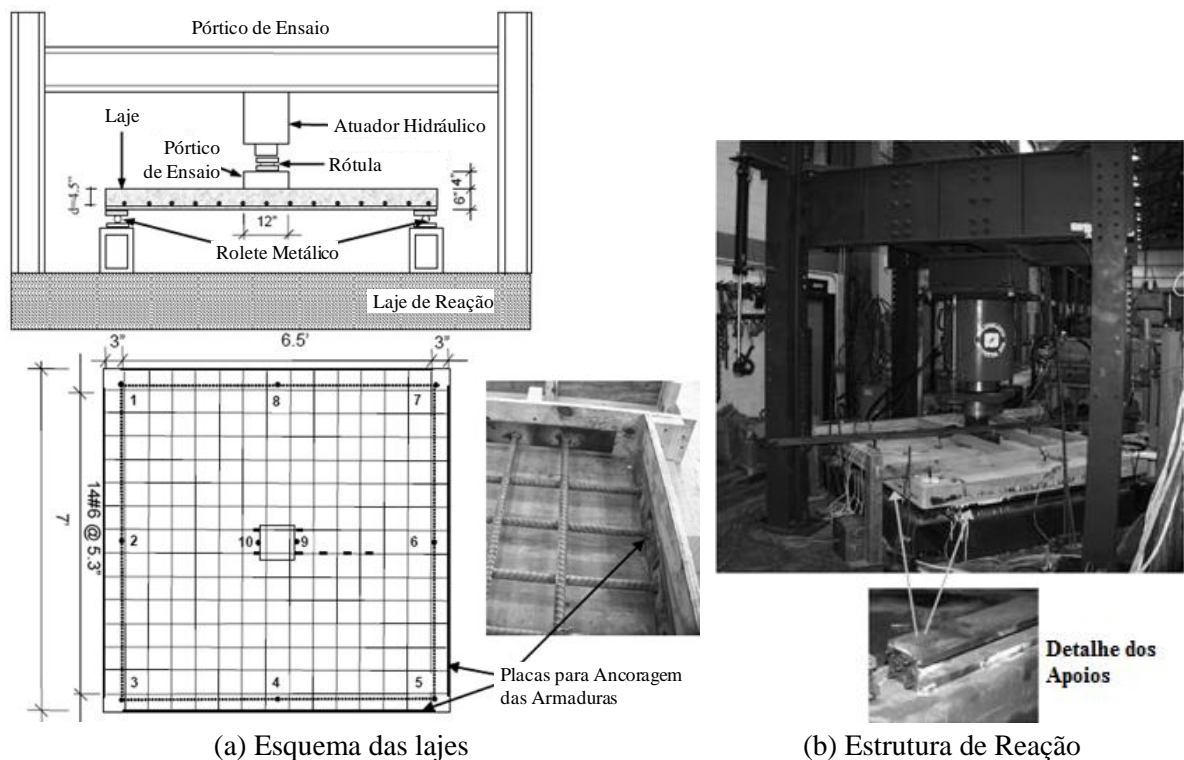 Pórtico de Ensaio
Laje
Atuador Hidráulico
Pórtico
de Ensaio
Rótula
d=4.5"
4"
6"
12"
Rolete Metálico
Laje de Reação
3"
6.5'
3"
1
8
7
14#6 @ 5.3"
7'
2
10
9
6
3
4
5
Placas para Ancoragem
das Armaduras
Detalhe dos
Apoios
(a) Esquema das lajes
(b) Estrutura de Reação